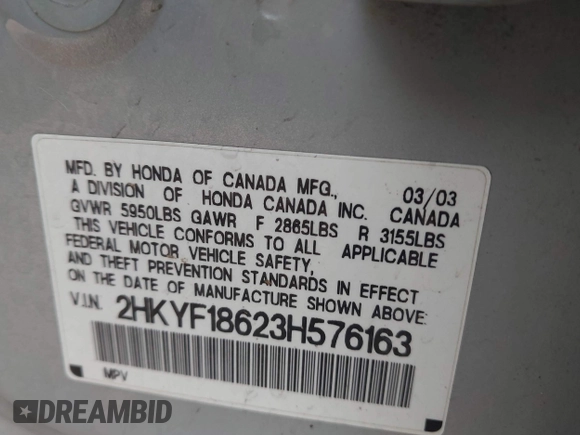 MFD. BY HONDA OF CANADA MFG., 03/03
A DIVISION OF HONDA CANADA INC. CANADA
GVWR 5950LBS GAWR F 2865LBS R 3155LBS
THIS VEHICLE CONFORMS TO ALL APPLICABLE
FEDERAL MOTOR VEHICLE SAFETY,
AND THEFT PREVENTION STANDARDS IN EFFECT
ON THE DATE OF MANUFACTURE SHOWN ABOVE.
V.I.N. 2HKYF18623H576163
MPV
DREAMBID